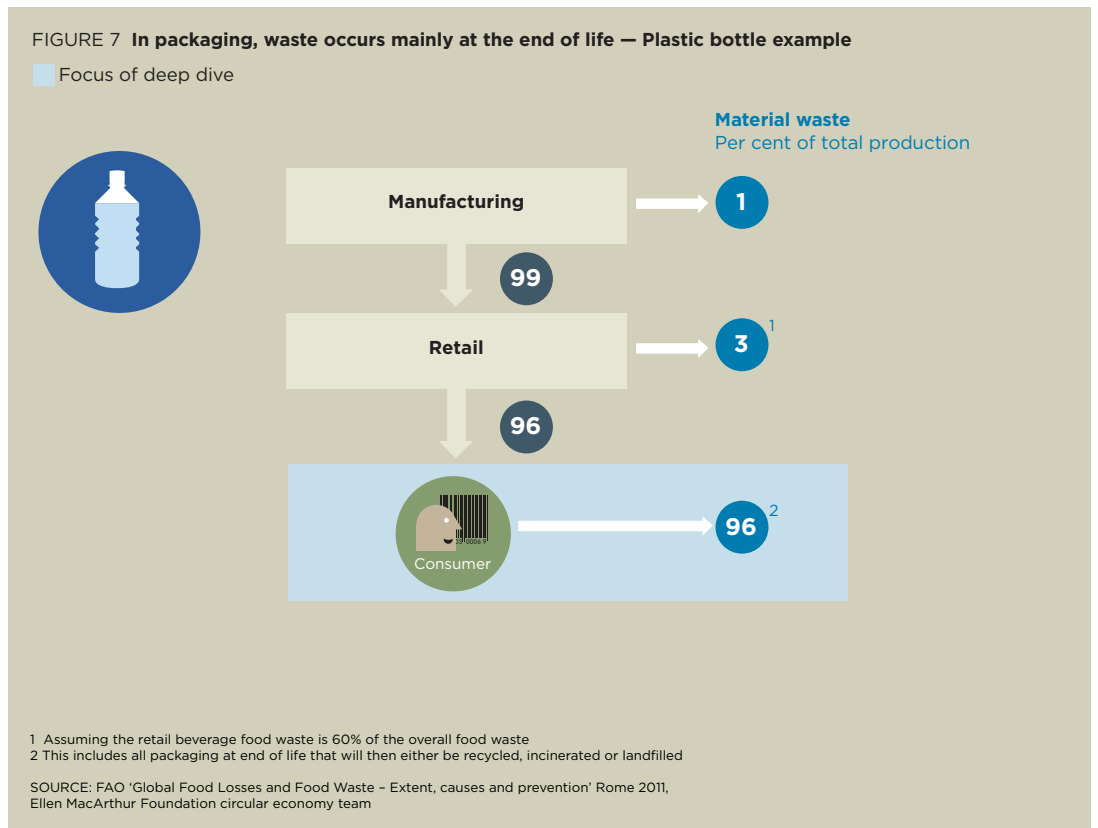 FIGURE 7 In packaging, waste occurs mainly at the end of life — Plastic bottle example
Focus of deep dive
Material waste
Per cent of total production
Manufacturing
1
99
Retail
3 1
96
96 2
Consumer
1 Assuming the retail beverage food waste is 60% of the overall food waste
2 This includes all packaging at end of life that will then either be recycled, incinerated or landfilled
SOURCE: FAO ‘Global Food Losses and Food Waste – Extent, causes and prevention’ Rome 2011,
Ellen MacArthur Foundation circular economy team